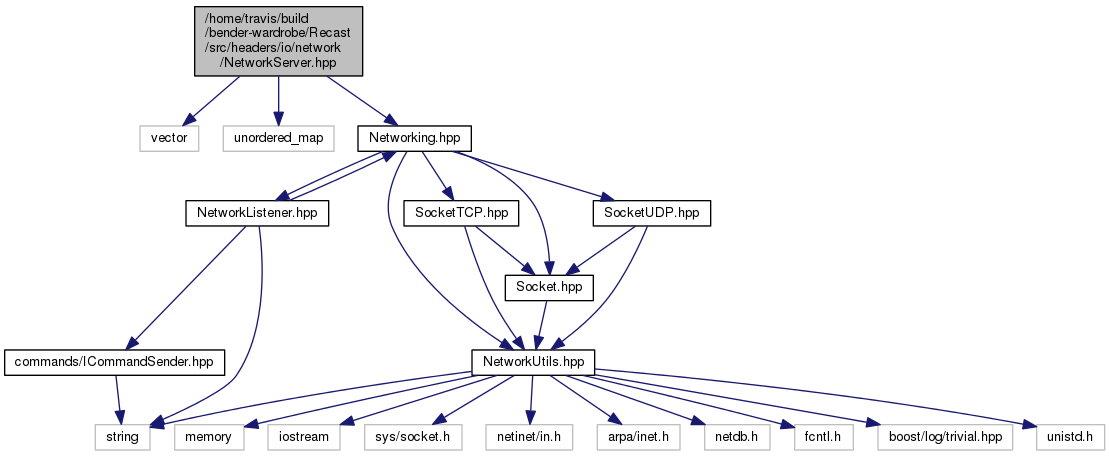 /home/travis/build
/bender-wardrobe/Recast
/src/headers/io/network
/NetworkServer.hpp
vector
unordered_map
Networking.hpp
NetworkListener.hpp
SocketTCP.hpp
SocketUDP.hpp
Socket.hpp
commands/ICommandSender.hpp
NetworkUtils.hpp
string
memory
iostream
sys/socket.h
netinet/in.h
arpa/inet.h
netdb.h
fcntl.h
boost/log/trivial.hpp
unistd.h